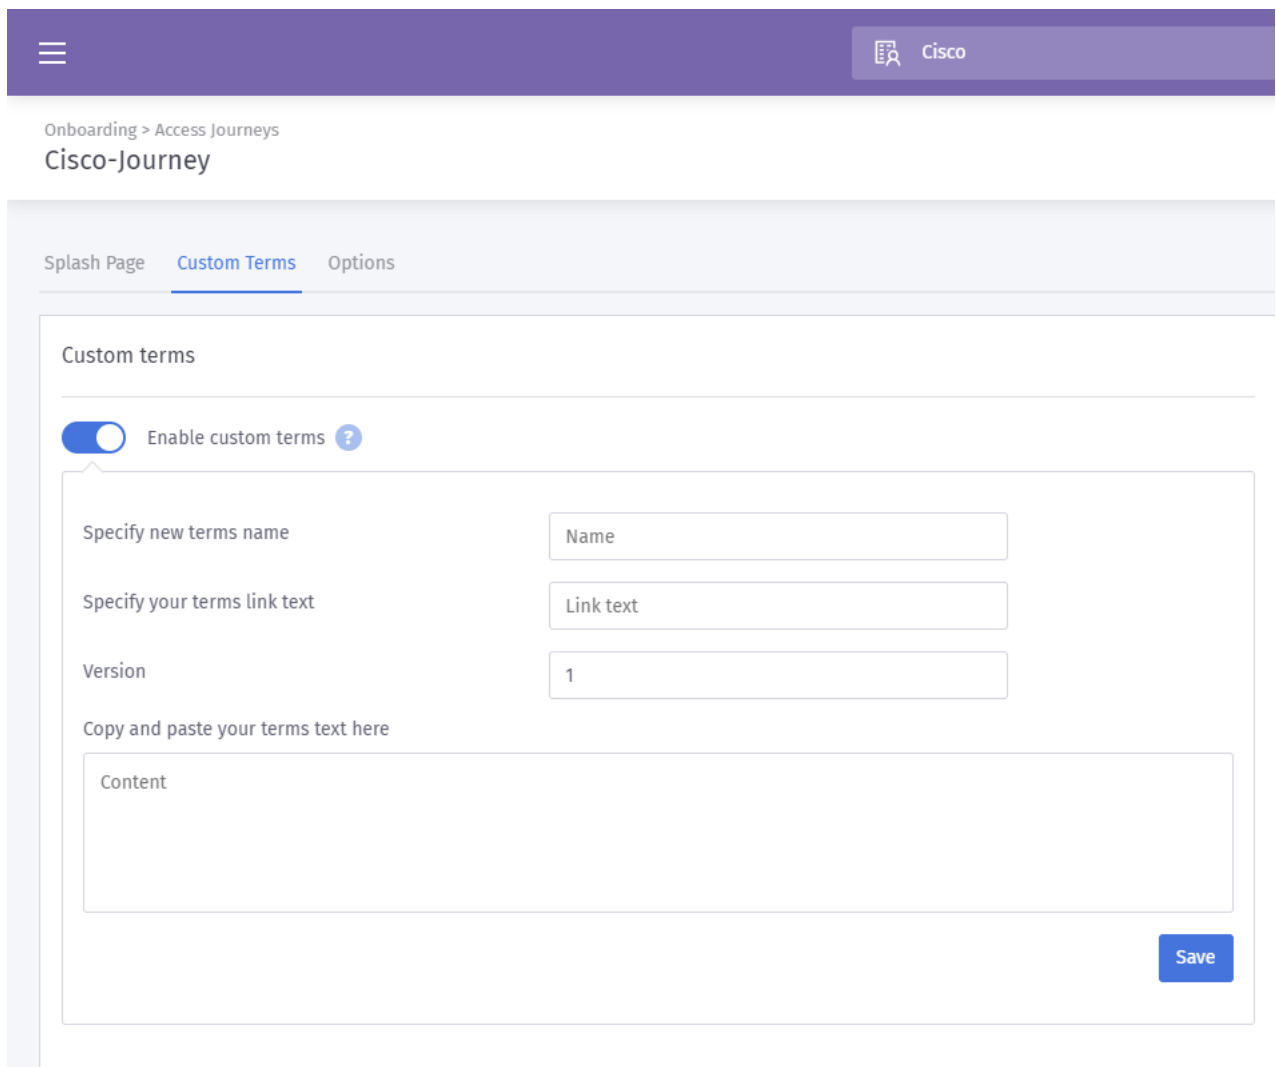 Cisco
Onboarding > Access Journeys
Cisco-Journey
Splash Page Custom Terms Options
Custom terms
Enable custom terms ?
Specify new terms name Name
Specify your terms link text Link text
Version 1
Copy and paste your terms text here
Content
Save